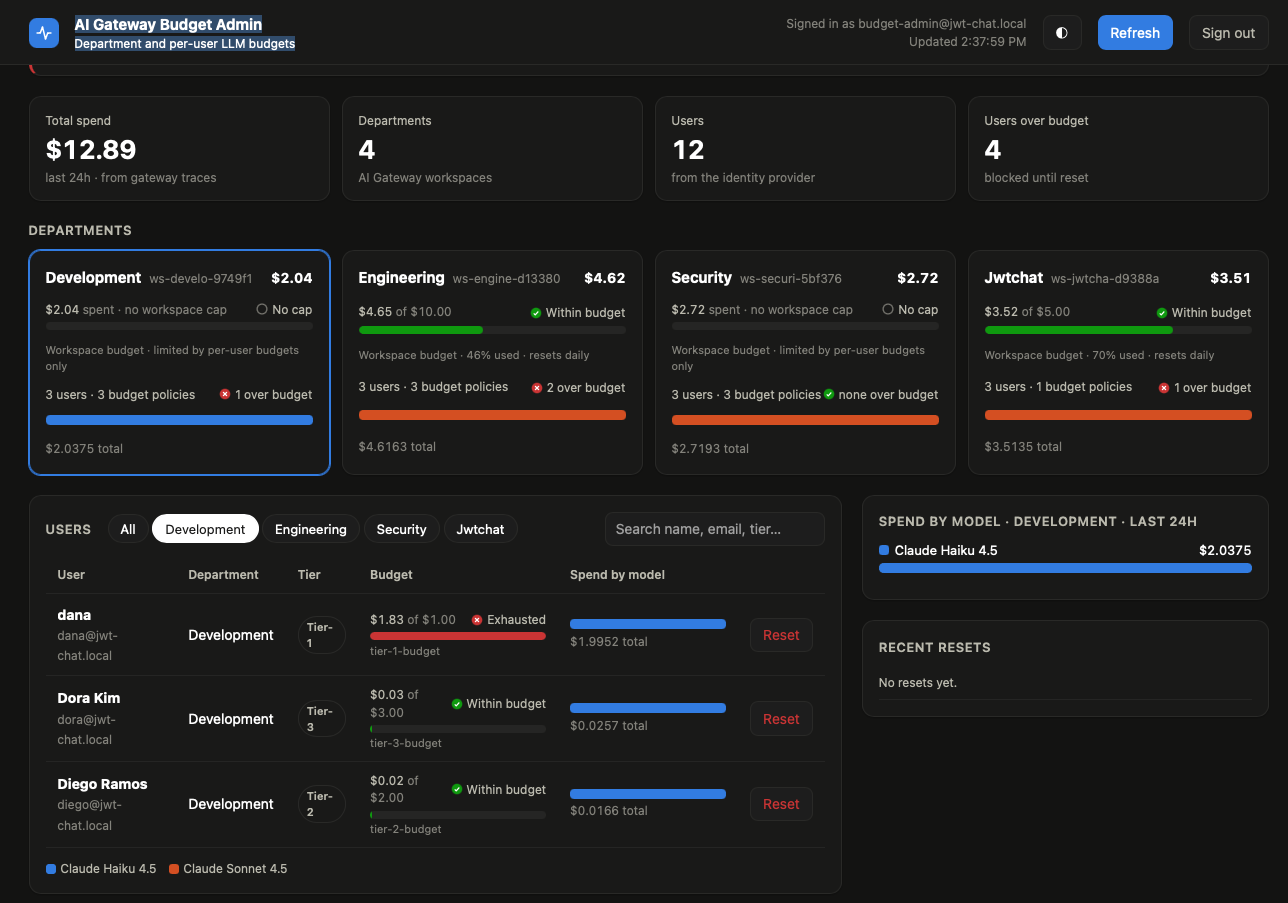 AI Gateway Budget Admin
Department and per-user LLM budgets
Signed in as budget-admin@jwt-chat.local
Updated 2:37:59 PM
Refresh
Sign out
Total spend
$12.89
last 24h · from gateway traces
Departments
4
AI Gateway workspaces
Users
12
from the identity provider
Users over budget
4
blocked until reset
DEPARTMENTS
Development ws-develo-9749f1 $2.04
$2.04 spent · no workspace cap No cap
Workspace budget · limited by per-user budgets
only
3 users · 3 budget policies 1 over budget
$2.0375 total
Engineering ws-engine-d13380 $4.62
$4.65 of $10.00 Within budget
Workspace budget · 46% used · resets daily
3 users · 3 budget policies 2 over budget
$4.6163 total
Security ws-securi-5bf376 $2.72
$2.72 spent · no workspace cap No cap
Workspace budget · limited by per-user budgets
only
3 users · 3 budget policies none over budget
$2.7193 total
Jwtchat ws-jwtcha-d9388a $3.51
$3.52 of $5.00 Within budget
Workspace budget · 70% used · resets daily
3 users · 1 budget policies 1 over budget
$3.5135 total
USERS All Development Engineering Security Jwtchat Search name, email, tier...
User Department Tier Budget Spend by model
dana
dana@jwt-
chat.local
Development
Tier-
1
$1.83 of $1.00 Exhausted
tier-1-budget
$1.9952 total
Reset
Dora Kim
dora@jwt-
chat.local
Development
Tier-
3
$0.03 of
$3.00
Within budget
tier-3-budget
$0.0257 total
Reset
Diego Ramos
diego@jwt-
chat.local
Development
Tier-
2
$0.02 of
$2.00
Within budget
tier-2-budget
$0.0166 total
Reset
Claude Haiku 4.5 Claude Sonnet 4.5
SPEND BY MODEL · DEVELOPMENT · LAST 24H
Claude Haiku 4.5 $2.0375
RECENT RESETS
No resets yet.